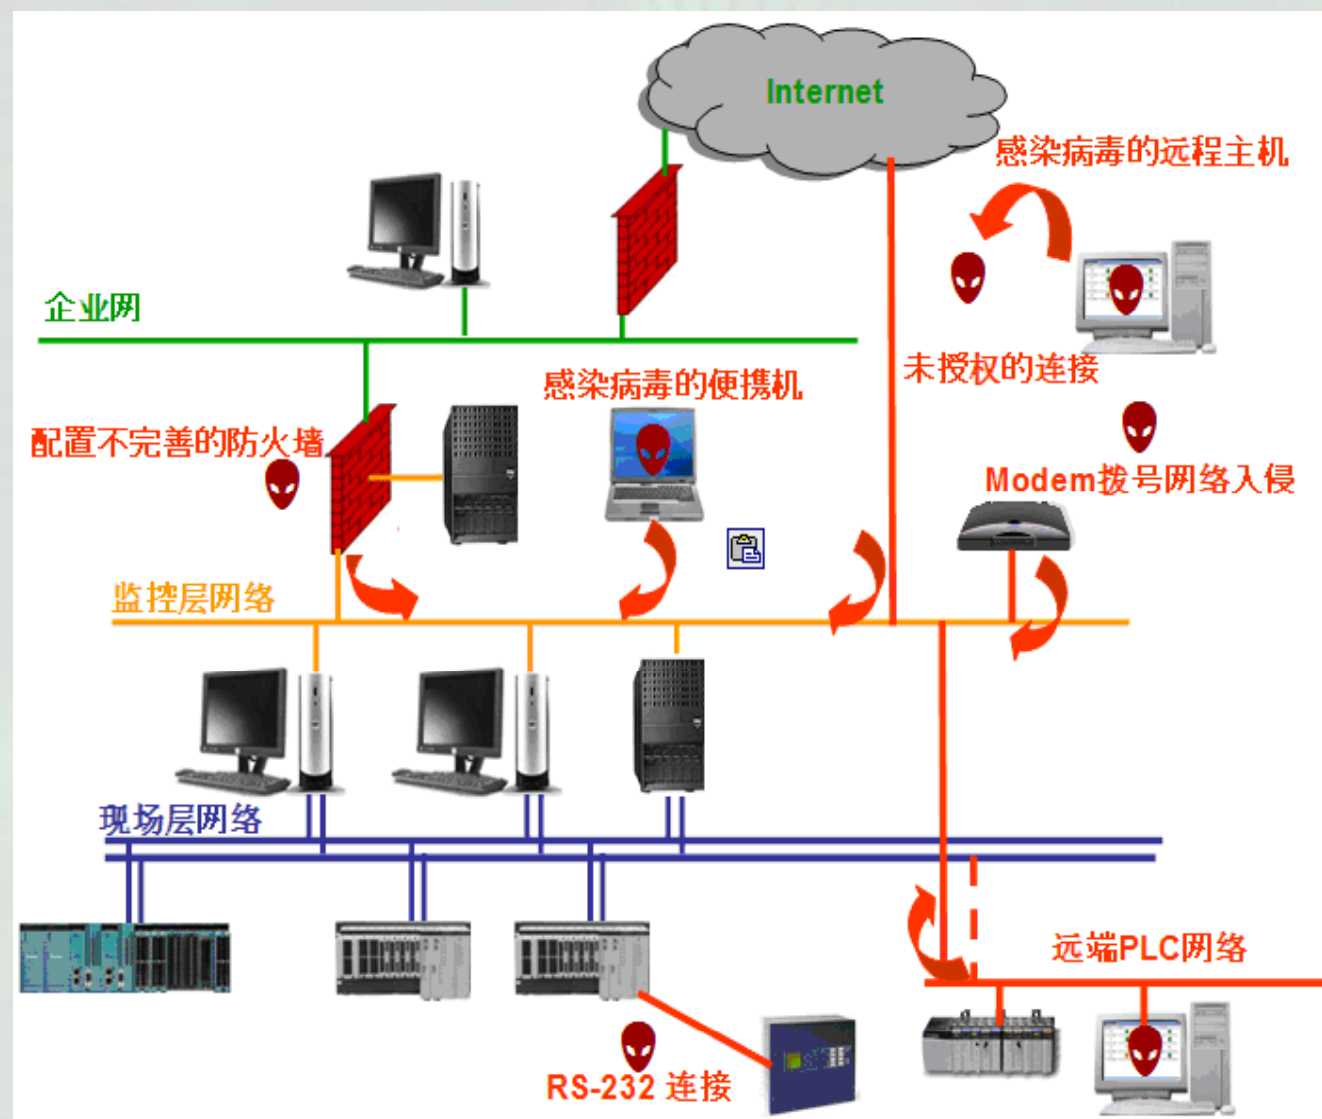 Internet
感染病毒的远程主机
企业网
未授权的连接
感染病毒的便携机
配置不完善的防火墙
Modem拨号网络入侵
监控层网络
现场层网络
远端PLC网络
RS-232 连接